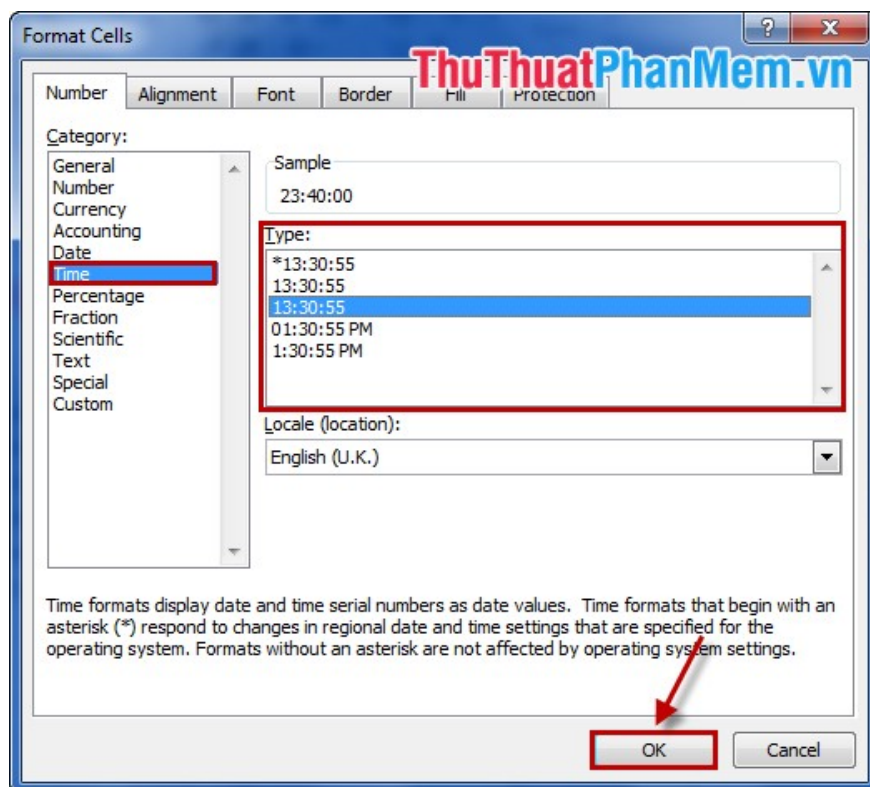 Format Cells
?
X
ThuThuatPhanMem.vn
Number Alignment Font Border Fill Protection
Category:
General
Number
Currency
Accounting
Date
Time
Percentage
Fraction
Scientific
Text
Special
Custom
Sample
23:40:00
Type:
*13:30:55
13:30:55
13:30:55
01:30:55 PM
1:30:55 PM
Locale (location):
English (U.K.)
Time formats display date and time serial numbers as date values. Time formats that begin with an
asterisk (*) respond to changes in regional date and time settings that are specified for the
operating system. Formats without an asterisk are not affected by operating system settings.
OK Cancel